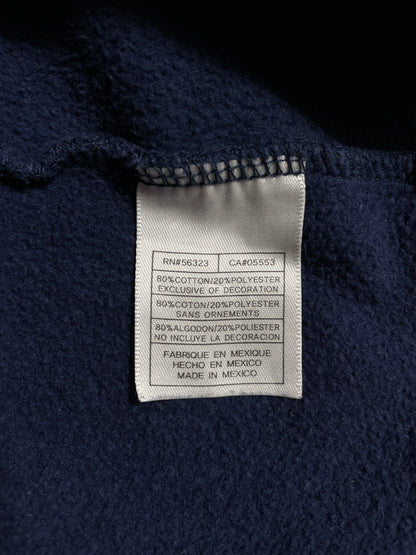 RN#56323 CA#05553
80%COTTON/20%POLYESTER
EXCLUSIVE OF DECORATION
80%COTON/20%POLYESTER
SANS ORNEMENTS
80%ALGODON/20%POLIESTER
NO INCLUYE LA DECORACION
FABRIQUE EN MEXIQUE
HECHO EN MEXICO
MADE IN MEXICO